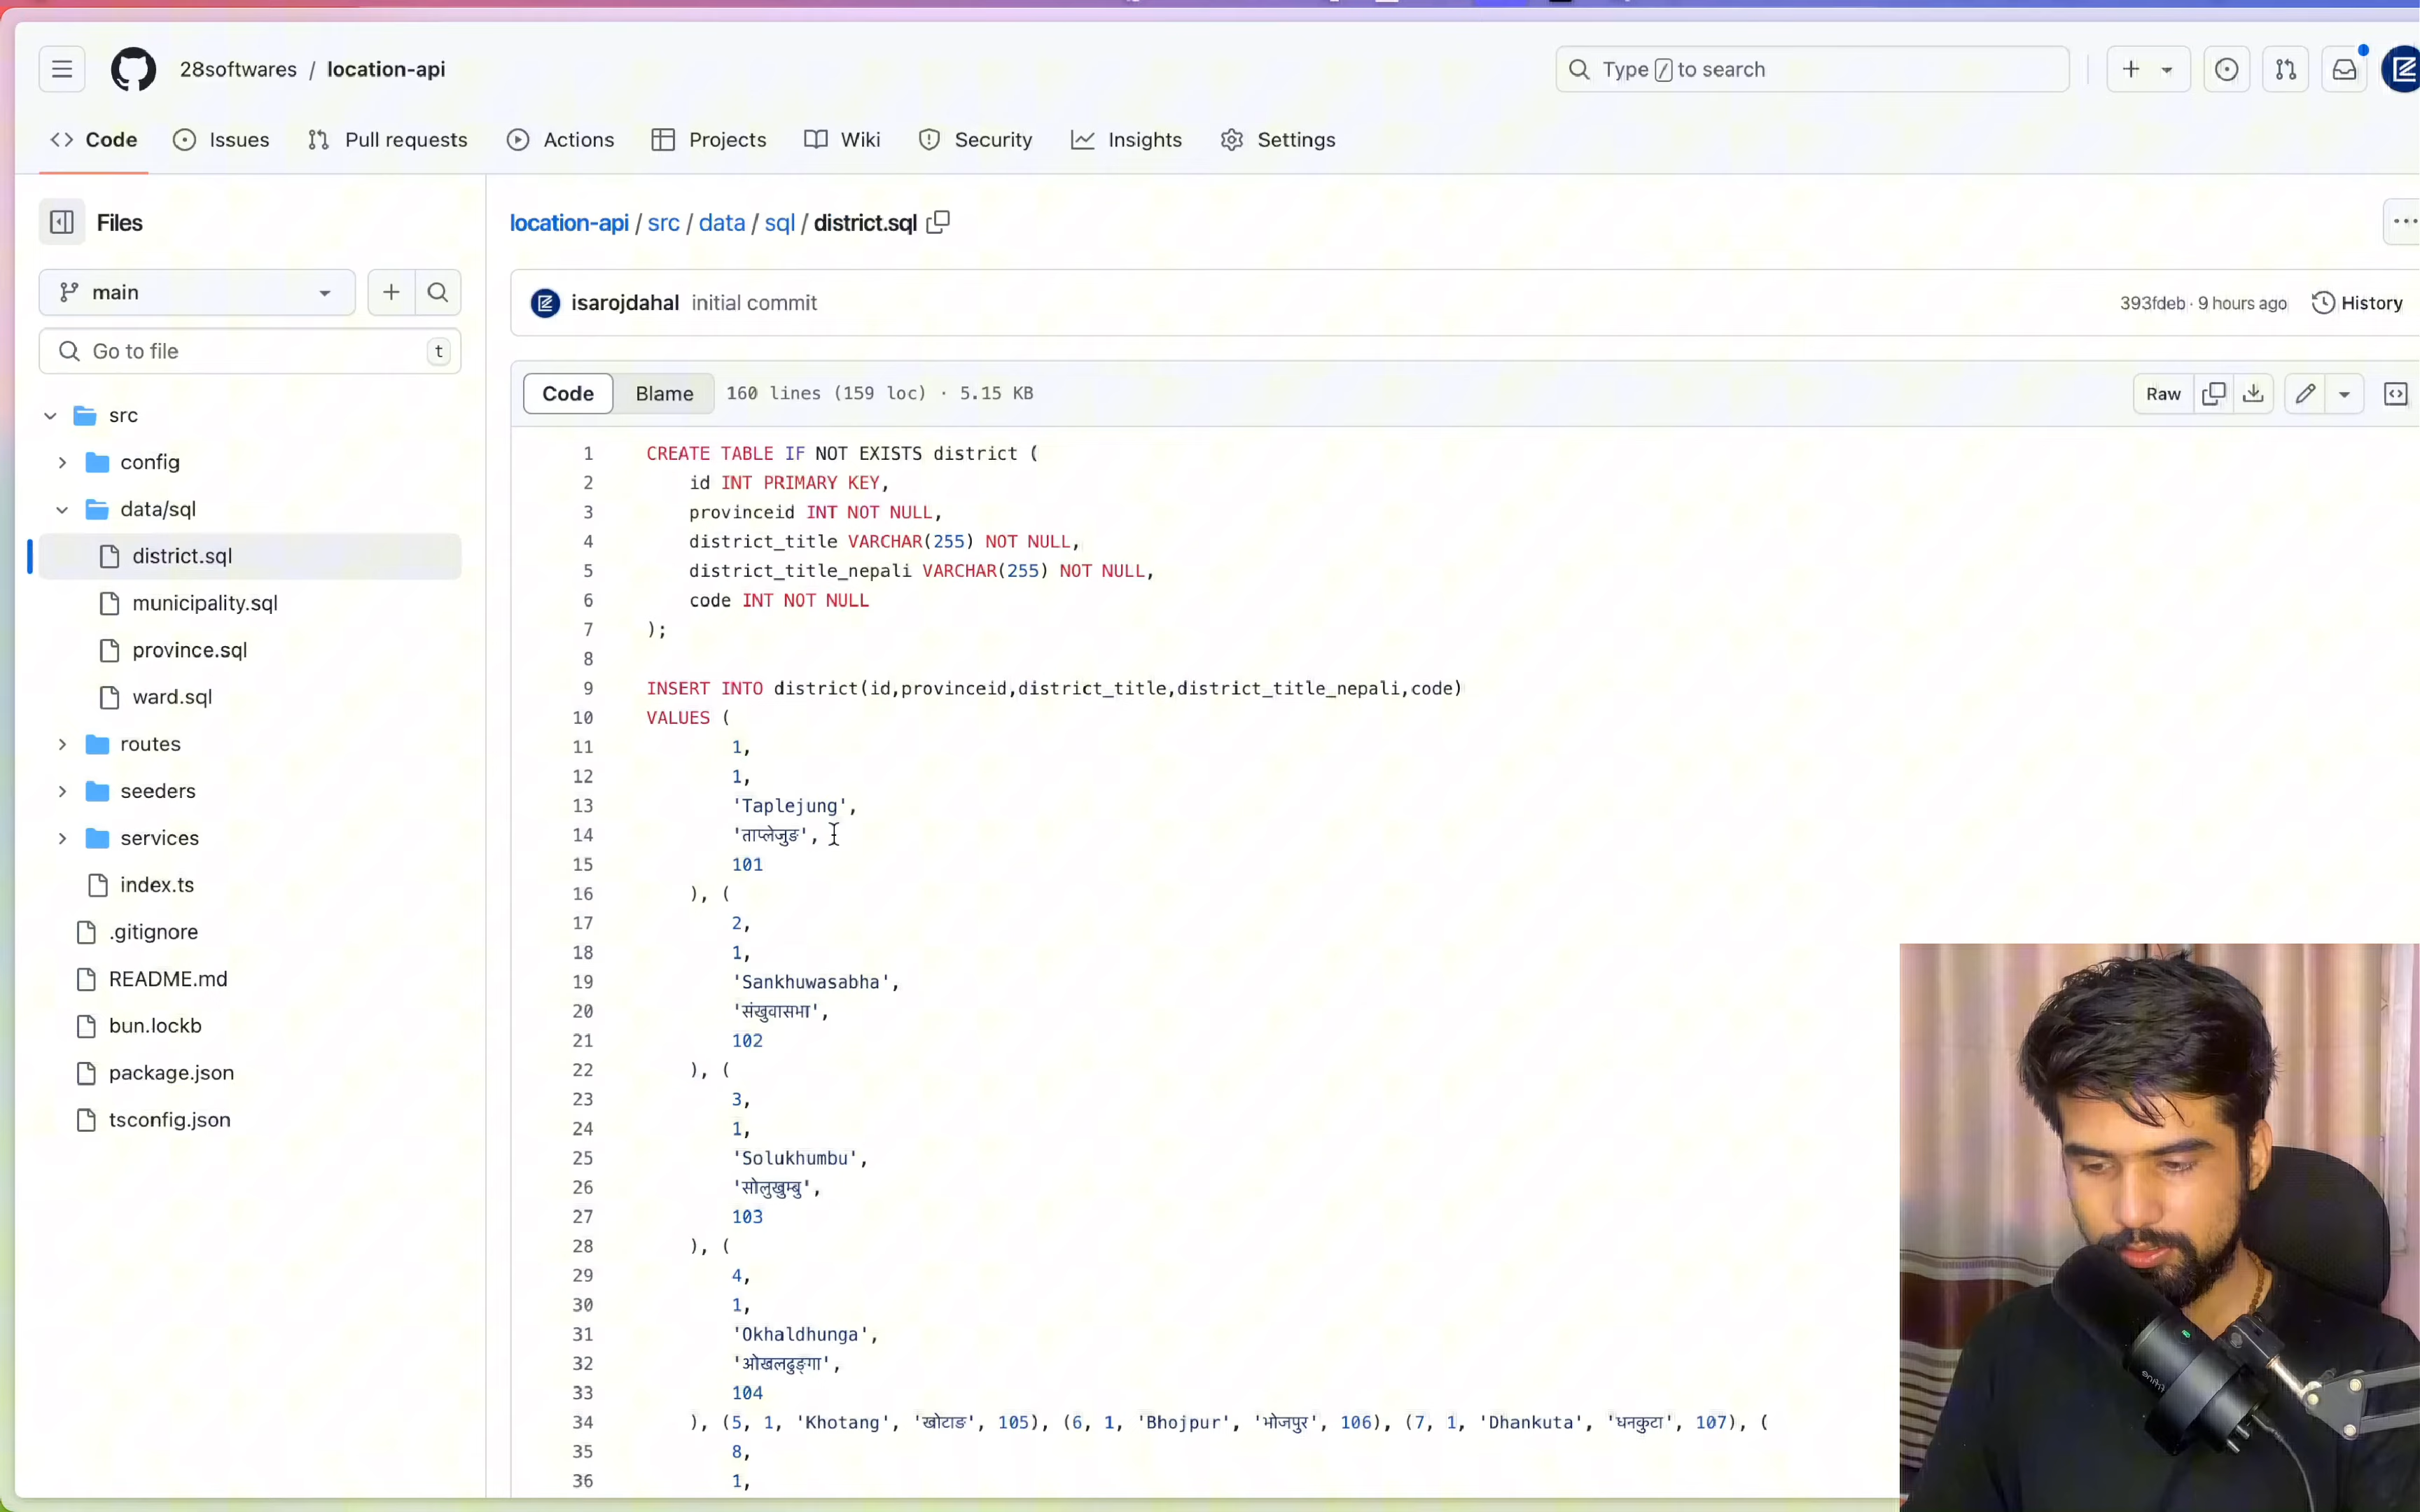 28softwares / location-api
Type / to search
Code
Issues
Pull requests
Actions
Projects
Wiki
Security
Insights
Settings
Files
main
Go to file
t
src
config
data/sql
district.sql
municipality.sql
province.sql
ward.sql
routes
seeders
services
index.ts
.gitignore
README.md
bun.lockb
package.json
tsconfig.json
location-api / src / data / sql / district.sql
isarojdahal initial commit
393fdeb · 9 hours ago
History
Code
Blame
160 lines (159 loc) · 5.15 KB
Raw
1 CREATE TABLE IF NOT EXISTS district (
2 id INT PRIMARY KEY,
3 provinceid INT NOT NULL,
4 district_title VARCHAR(255) NOT NULL,
5 district_title_nepali VARCHAR(255) NOT NULL,
6 code INT NOT NULL
7 );
8
9 INSERT INTO district(id,provinceid,district_title,district_title_nepali,code)
10 VALUES (
11 1,
12 1,
13 'Taplejung',
14 'ताप्लेजुङ',
15 101
16 ), (
17 2,
18 1,
19 'Sankhuwasabha',
20 'संखुवासभा',
21 102
22 ), (
23 3,
24 1,
25 'Solukhumbu',
26 'सोलुखुम्बु',
27 103
28 ), (
29 4,
30 1,
31 'Okhaldhunga',
32 'ओखलढुङ्गा',
33 104
34 ), (5, 1, 'Khotang', 'खोटाङ', 105), (6, 1, 'Bhojpur', 'भोजपुर', 106), (7, 1, 'Dhankuta', 'धनकुटा', 107), (
35 8,
36 1,